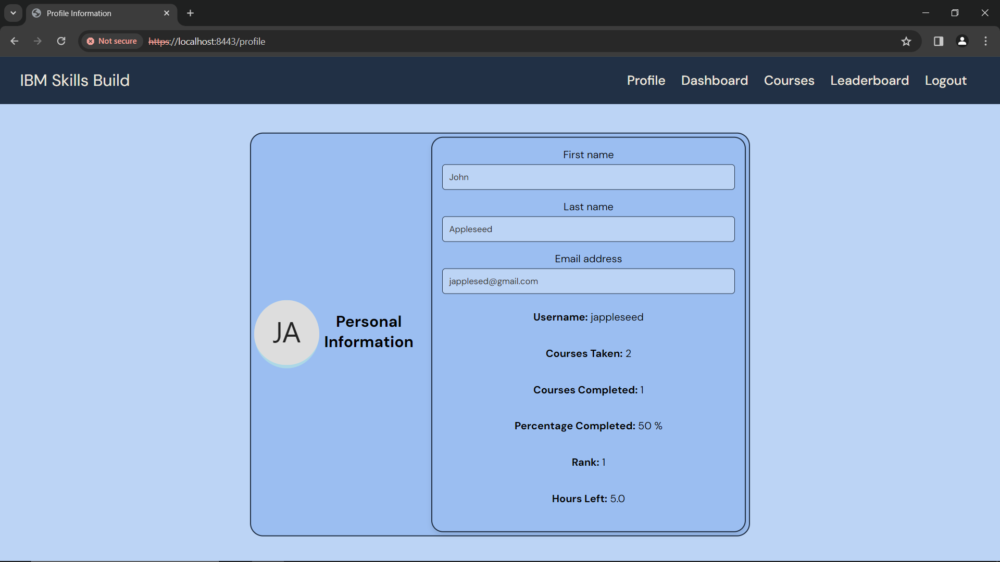 Profile Information
Not secure https://localhost:8443/profile
IBM Skills Build
Profile Dashboard Courses Leaderboard Logout
First name
John
Last name
Appleseed
Email address
japplesed@gmail.com
JA
Personal
Information
Username: jappleseed
Courses Taken: 2
Courses Completed: 1
Percentage Completed: 50 %
Rank: 1
Hours Left: 5.0